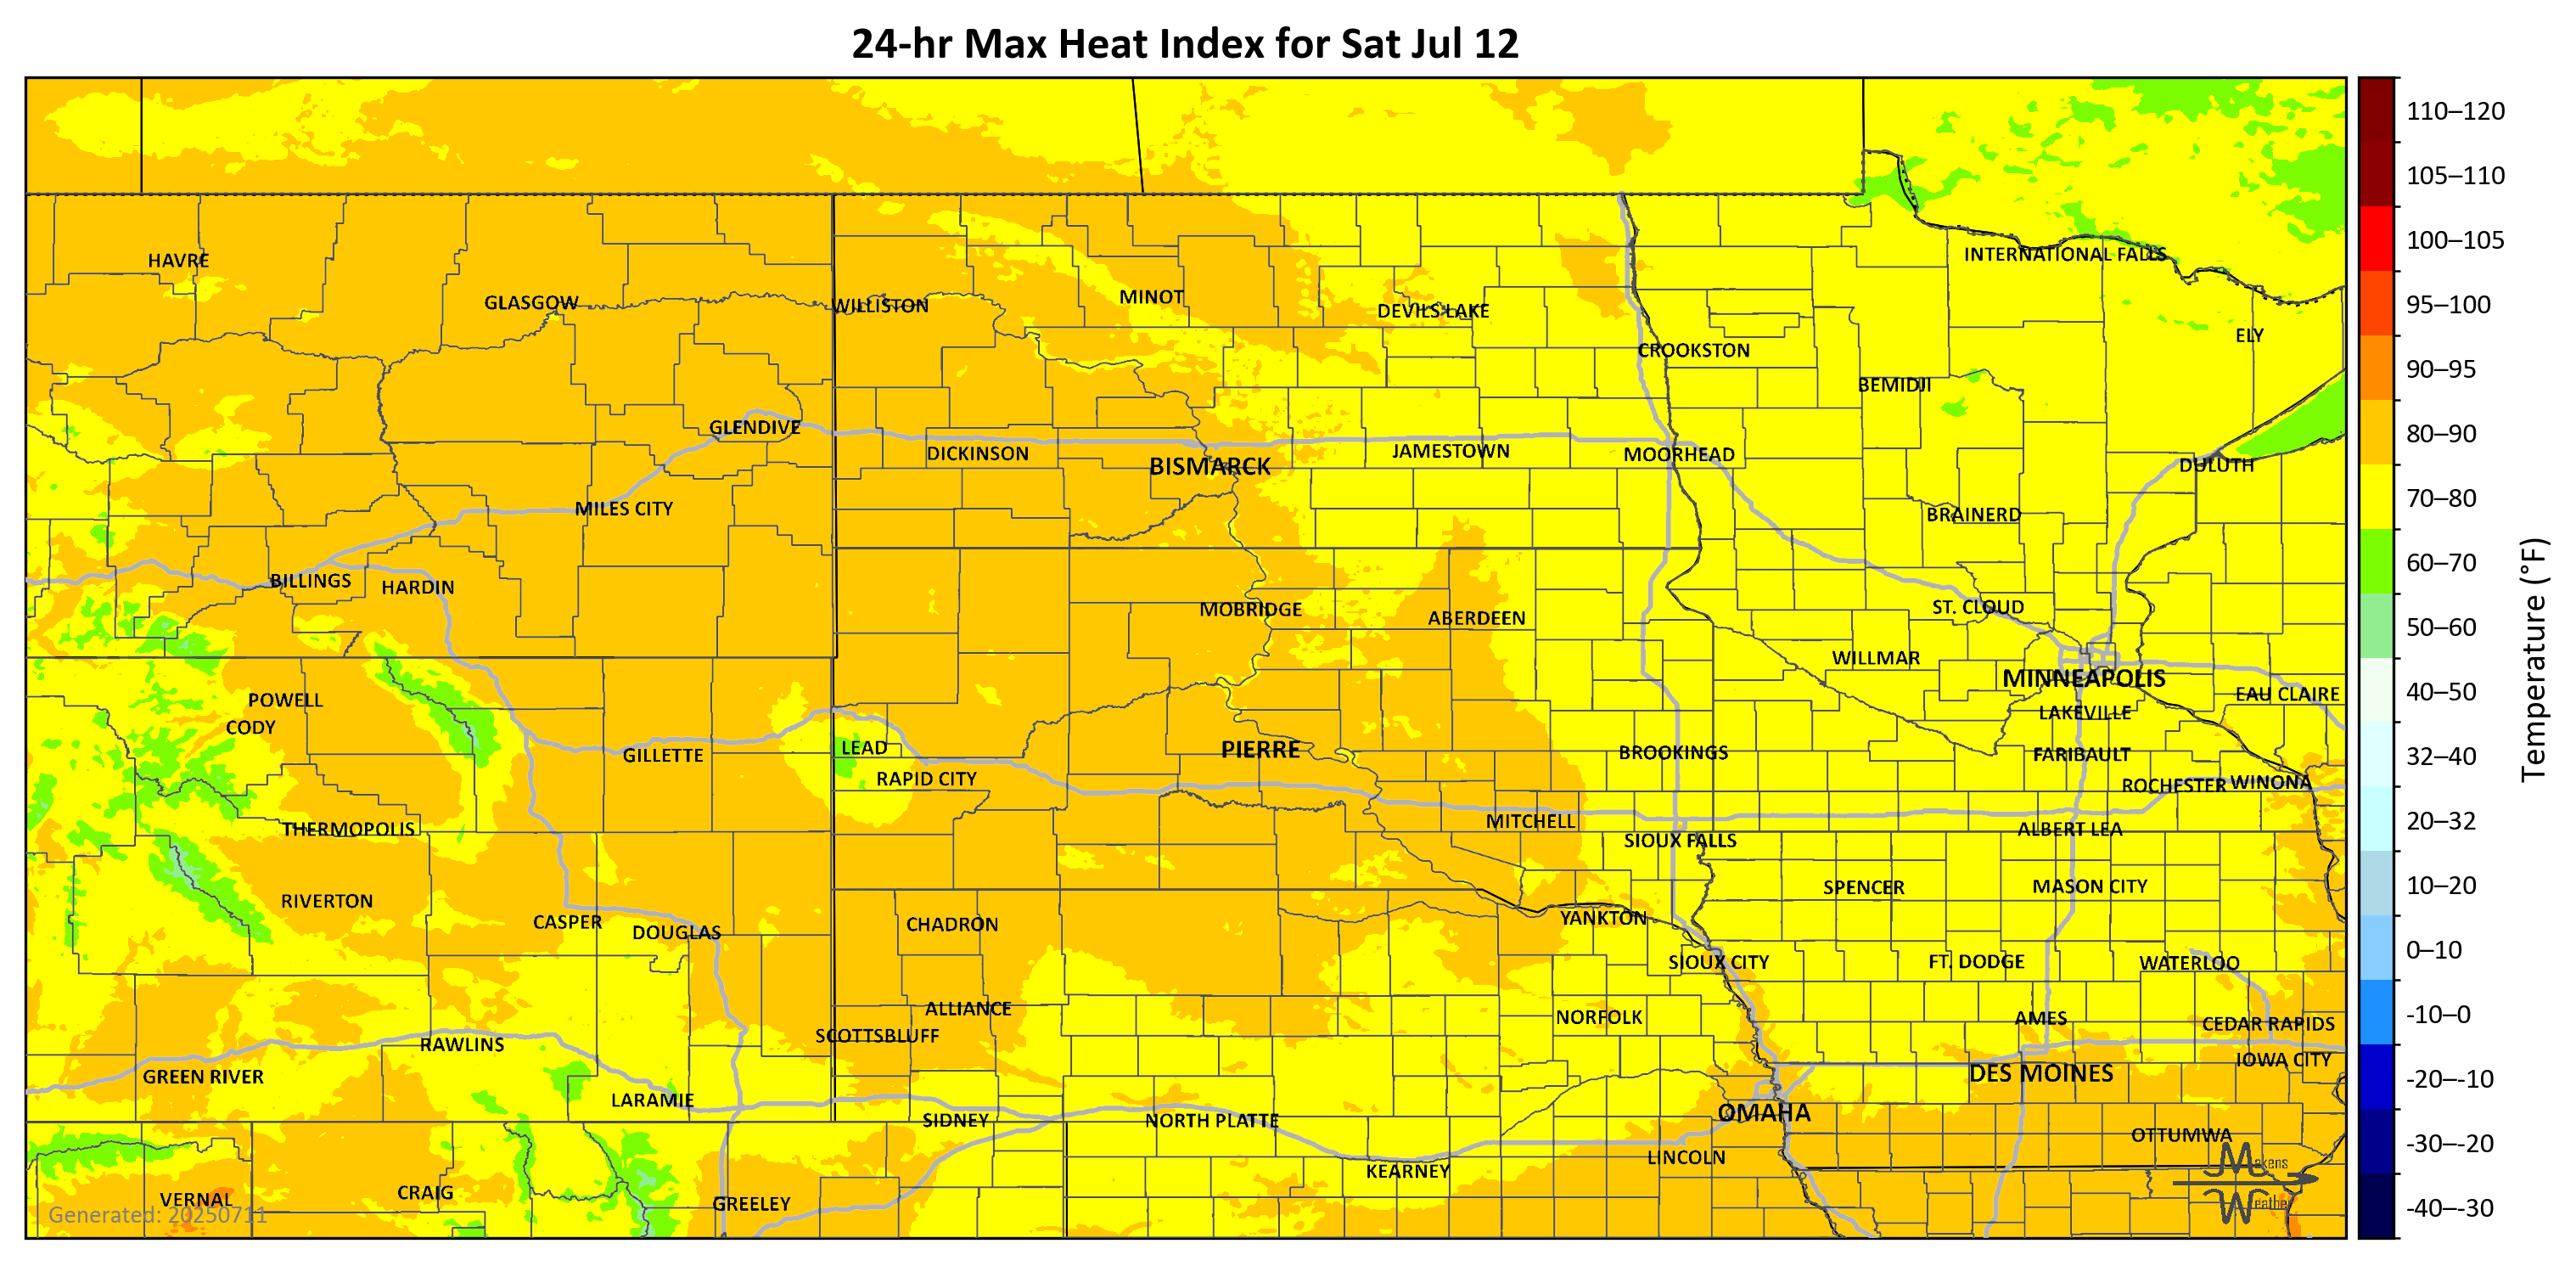 24-hr Max Heat Index for Sat Jul 12
HAVRE
INTERNATIONAL FALLS
GLASGOW
WILLISTON
MINOT
DEVILS LAKE
ELY
CROOKSTON
BEMIDJI
GLENDIVE
DICKINSON
BISMARCK
JAMESTOWN
MOORHEAD
DULUTH
MILES CITY
BRAINERD
BILLINGS
HARDIN
MOBRIDGE
ABERDEEN
ST. CLOUD
WILLMAR
MINNEAPOLIS
EAU CLAIRE
POWELL
LAKEVILLE
CODY
GILLETTE
LEAD
PIERRE
BROOKINGS
FARIBAULT
RAPID CITY
ROCHESTER
WINONA
THERMOPOLIS
MITCHELL
SIOUX FALLS
ALBERT LEA
RIVERTON
SPENCER
MASON CITY
CASPER
DOUGLAS
CHADRON
YANKTON
SIOUX CITY
FT. DODGE
WATERLOO
ALLIANCE
NORFOLK
AMES
CEDAR RAPIDS
SCOTTSBLUFF
RAWLINS
IOWA CITY
GREEN RIVER
DES MOINES
LARAMIE
SIDNEY
NORTH PLATTE
OMAHA
OTTUMWA
KEARNEY
LINCOLN
VERNAL
CRAIG
GREELEY
Generated: 20250711
Makens
Weather
110–120
105–110
100–105
95–100
90–95
80–90
70–80
60–70
50–60
40–50
32–40
20–32
10–20
0–10
-10–0
-20–-10
-30–-20
-40–-30
Temperature (°F)